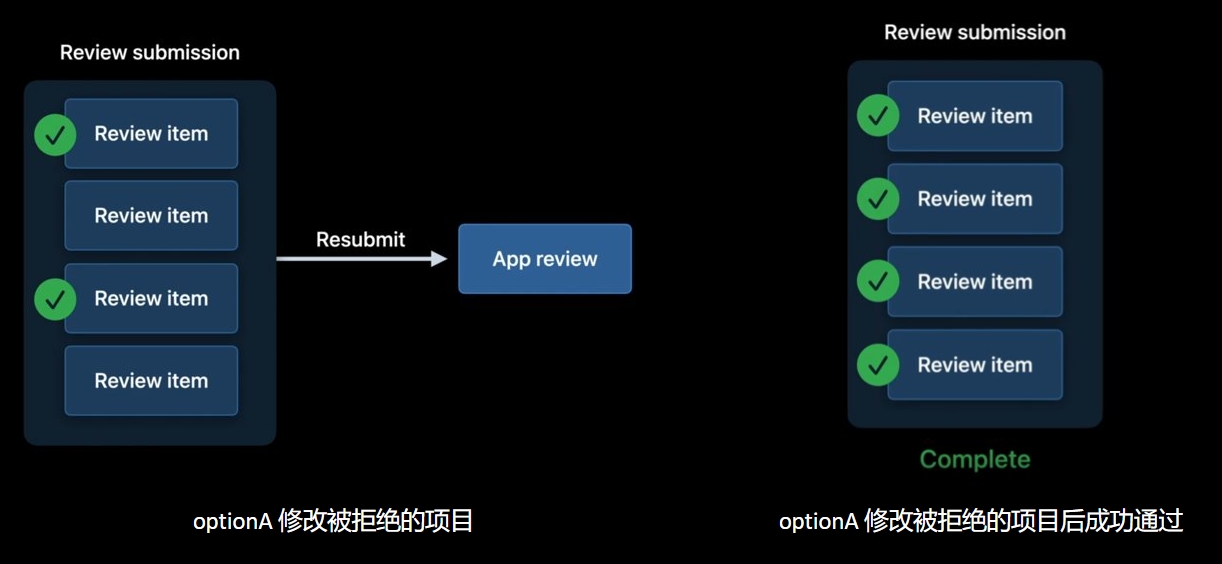 Review submission
Review item
Review item
Review item
Review item
Resubmit
App review
optionA 修改被拒绝的项目
Review submission
Review item
Review item
Review item
Review item
Complete
optionA 修改被拒绝的项目后成功通过